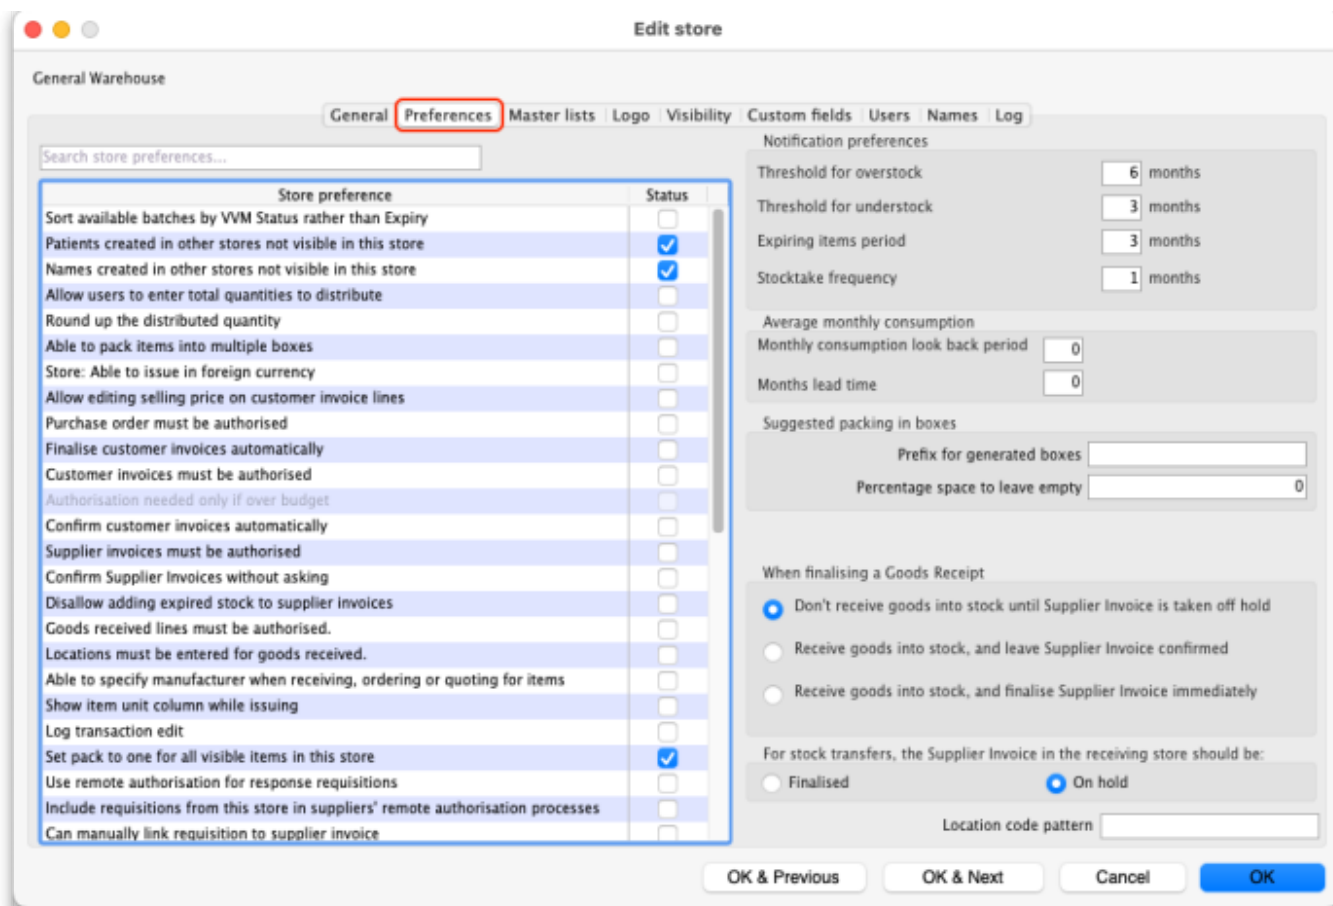 Edit store
General Warehouse
General Preferences Master lists Logo Visibility Custom fields Users Names Log
Search store preferences...
Store preference Status
Sort available batches by VVM Status rather than Expiry
Patients created in other stores not visible in this store
Names created in other stores not visible in this store
Allow users to enter total quantities to distribute
Round up the distributed quantity
Able to pack items into multiple boxes
Store: Able to issue in foreign currency
Allow editing selling price on customer invoice lines
Purchase order must be authorised
Finalise customer invoices automatically
Customer invoices must be authorised
Authorisation needed only if over budget
Confirm customer invoices automatically
Supplier invoices must be authorised
Confirm Supplier Invoices without asking
Disallow adding expired stock to supplier invoices
Goods received lines must be authorised.
Locations must be entered for goods received.
Able to specify manufacturer when receiving, ordering or quoting for items
Show item unit column while issuing
Log transaction edit
Set pack to one for all visible items in this store
Use remote authorisation for response requisitions
Include requisitions from this store in suppliers' remote authorisation processes
Can manually link requisition to supplier invoice
Notification preferences
Threshold for overstock 6 months
Threshold for understock 3 months
Expiring items period 3 months
Stocktake frequency 1 months
Average monthly consumption
Monthly consumption look back period 0
Months lead time 0
Suggested packing in boxes
Prefix for generated boxes
Percentage space to leave empty 0
When finalising a Goods Receipt
Don't receive goods into stock until Supplier Invoice is taken off hold
Receive goods into stock, and leave Supplier Invoice confirmed
Receive goods into stock, and finalise Supplier Invoice immediately
For stock transfers, the Supplier Invoice in the receiving store should be:
Finalised On hold
Location code pattern
OK & Previous OK & Next Cancel OK